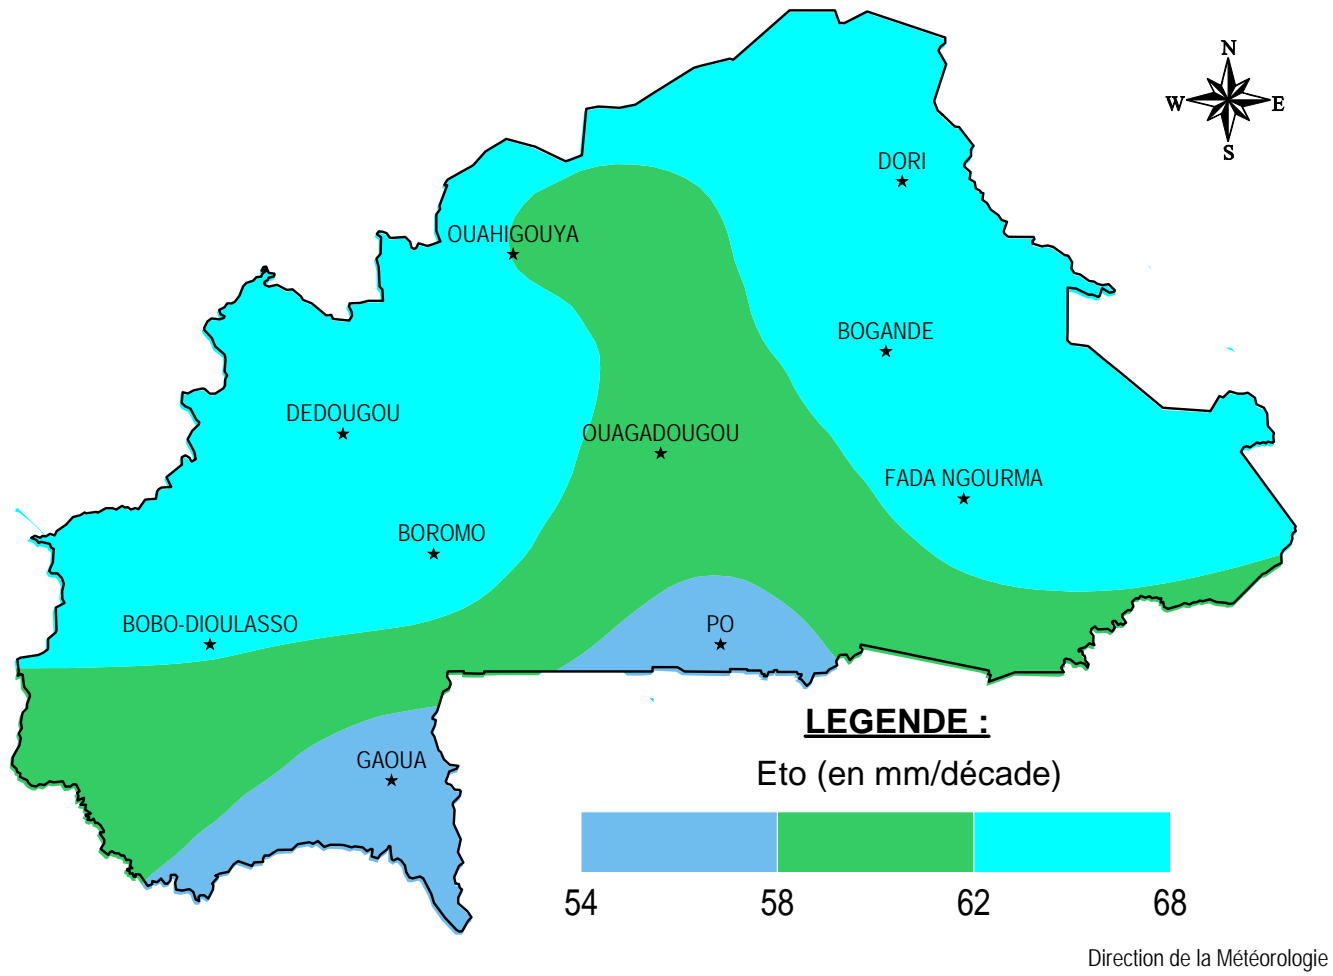 N
W E
S
DORI
OUAHIGOUYA
BOGANDE
DEDOUGOU
OUAGADOUGOU
FADA NGOURMA
BOROMO
BOBO-DIOULASSO
PO
GAOUA
LEGENDE :
Eto (en mm/décade)
54 58 62 68
Direction de la Météorologie